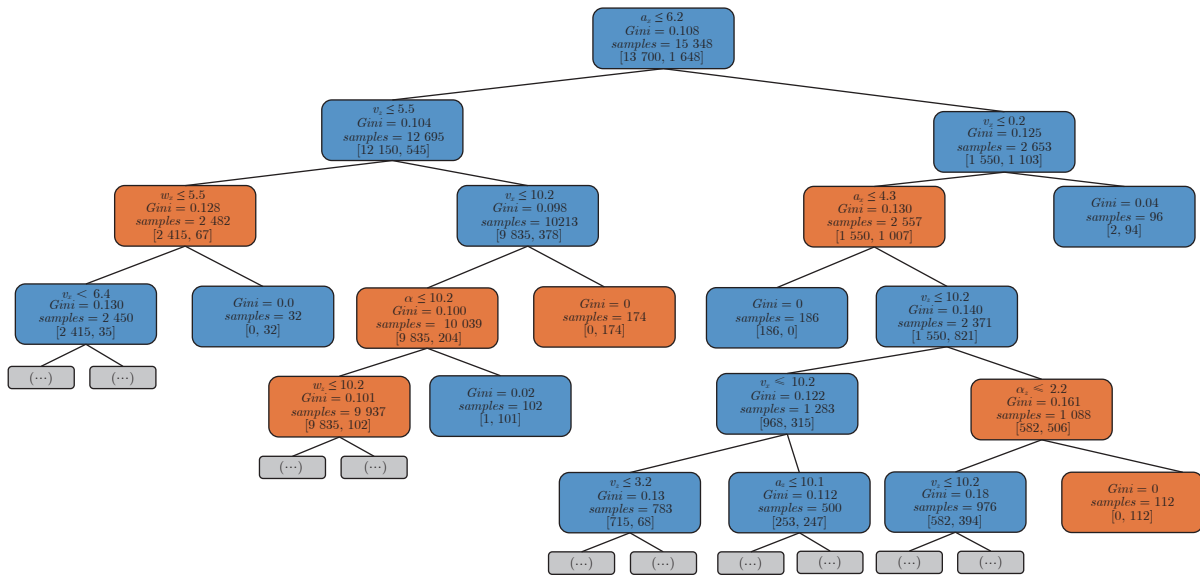 a_z ≤ 6.2
Gini = 0.108
samples = 15 348
[13 700, 1 648]
v_z ≤ 5.5
Gini = 0.104
samples = 12 695
[12 150, 545]
v_z ≤ 0.2
Gini = 0.125
samples = 2 653
[1 550, 1 103]
w_z ≤ 5.5
Gini = 0.128
samples = 2 482
[2 415, 67]
v_x ≤ 10.2
Gini = 0.098
samples = 10213
[9 835, 378]
a_z ≤ 4.3
Gini = 0.130
samples = 2 557
[1 550, 1 007]
Gini = 0.04
samples = 96
[2, 94]
v_z < 6.4
Gini = 0.130
samples = 2 450
[2 415, 35]
Gini = 0.0
samples = 32
[0, 32]
α ≤ 10.2
Gini = 0.100
samples = 10 039
[9 835, 204]
Gini = 0
samples = 174
[0, 174]
Gini = 0
samples = 186
[186, 0]
v_z ≤ 10.2
Gini = 0.140
samples = 2 371
[1 550, 821]
(···)
(···)
w_z ≤ 10.2
Gini = 0.101
samples = 9 937
[9 835, 102]
Gini = 0.02
samples = 102
[1, 101]
v_z ≤ 10.2
Gini = 0.122
samples = 1 283
[968, 315]
α_z ≤ 2.2
Gini = 0.161
samples = 1 088
[582, 506]
(···)
(···)
v_z ≤ 3.2
Gini = 0.13
samples = 783
[715, 68]
a_z ≤ 10.1
Gini = 0.112
samples = 500
[253, 247]
v_z ≤ 10.2
Gini = 0.18
samples = 976
[582, 394]
Gini = 0
samples = 112
[0, 112]
(···)
(···)
(···)
(···)
(···)
(···)